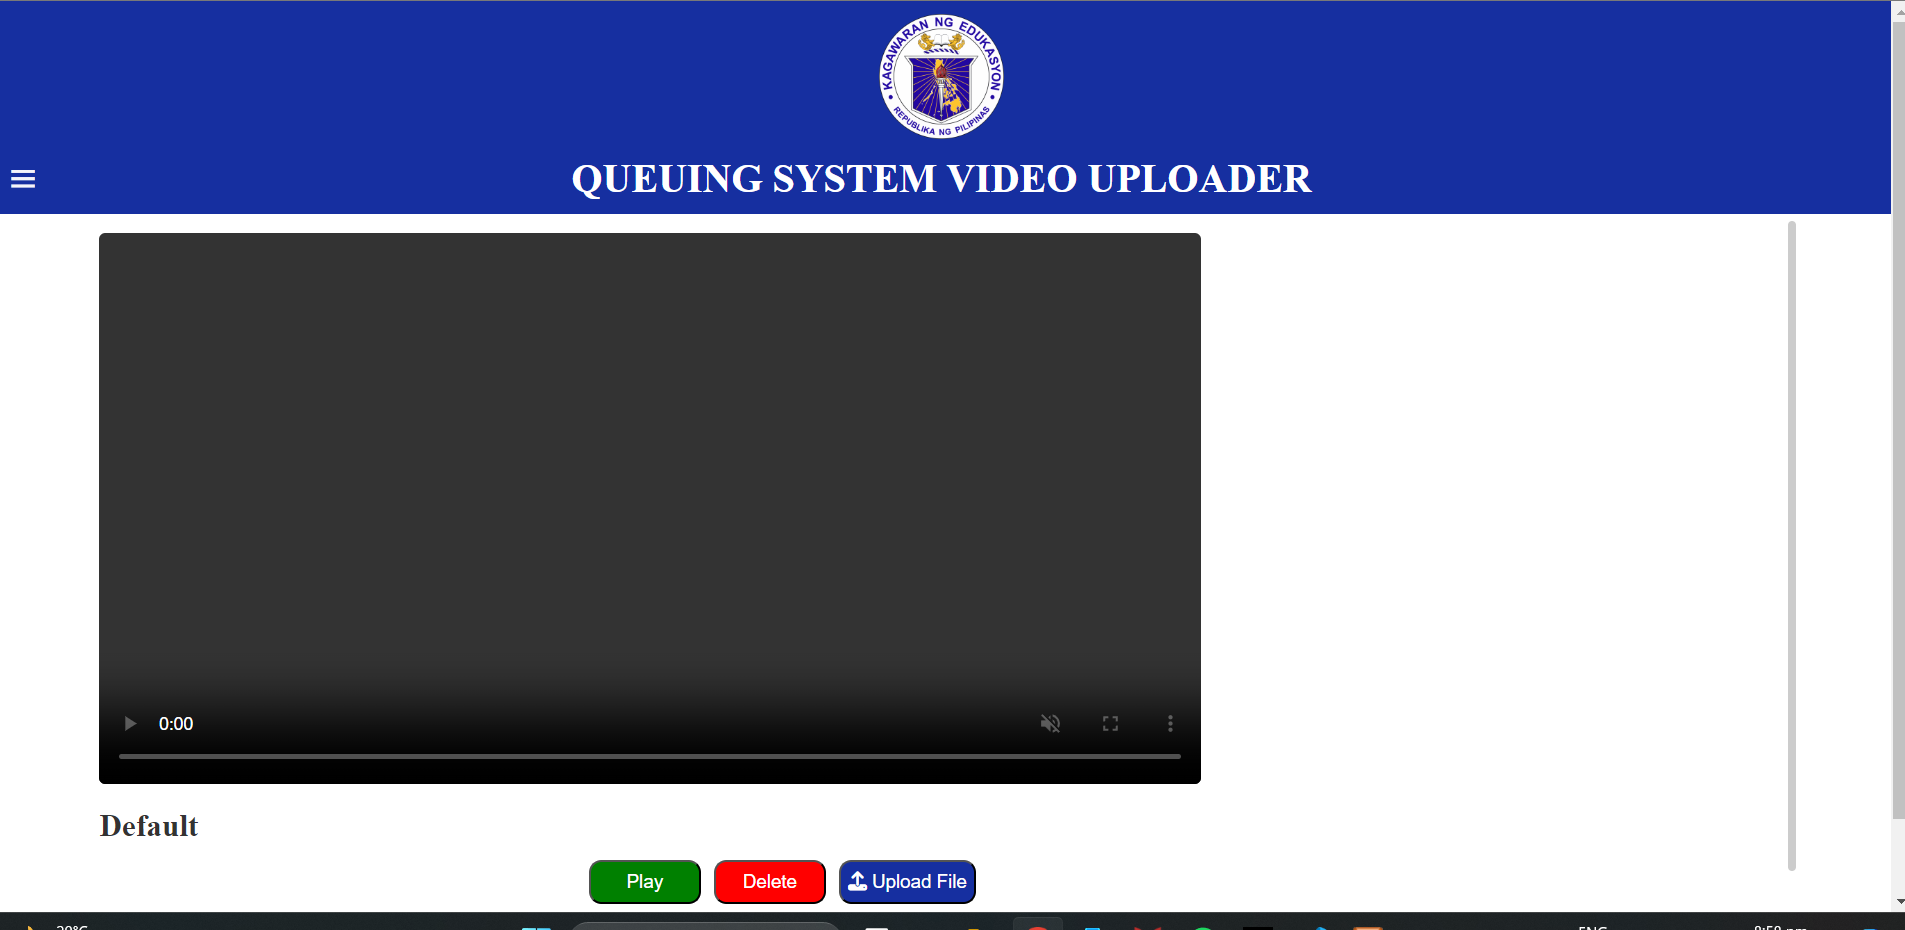 KAGAWARAN NG EDUKASYON
REPUBLIKA NG PILIPINAS
QUEUING SYSTEM VIDEO UPLOADER
0:00
Default
Play
Delete
Upload File